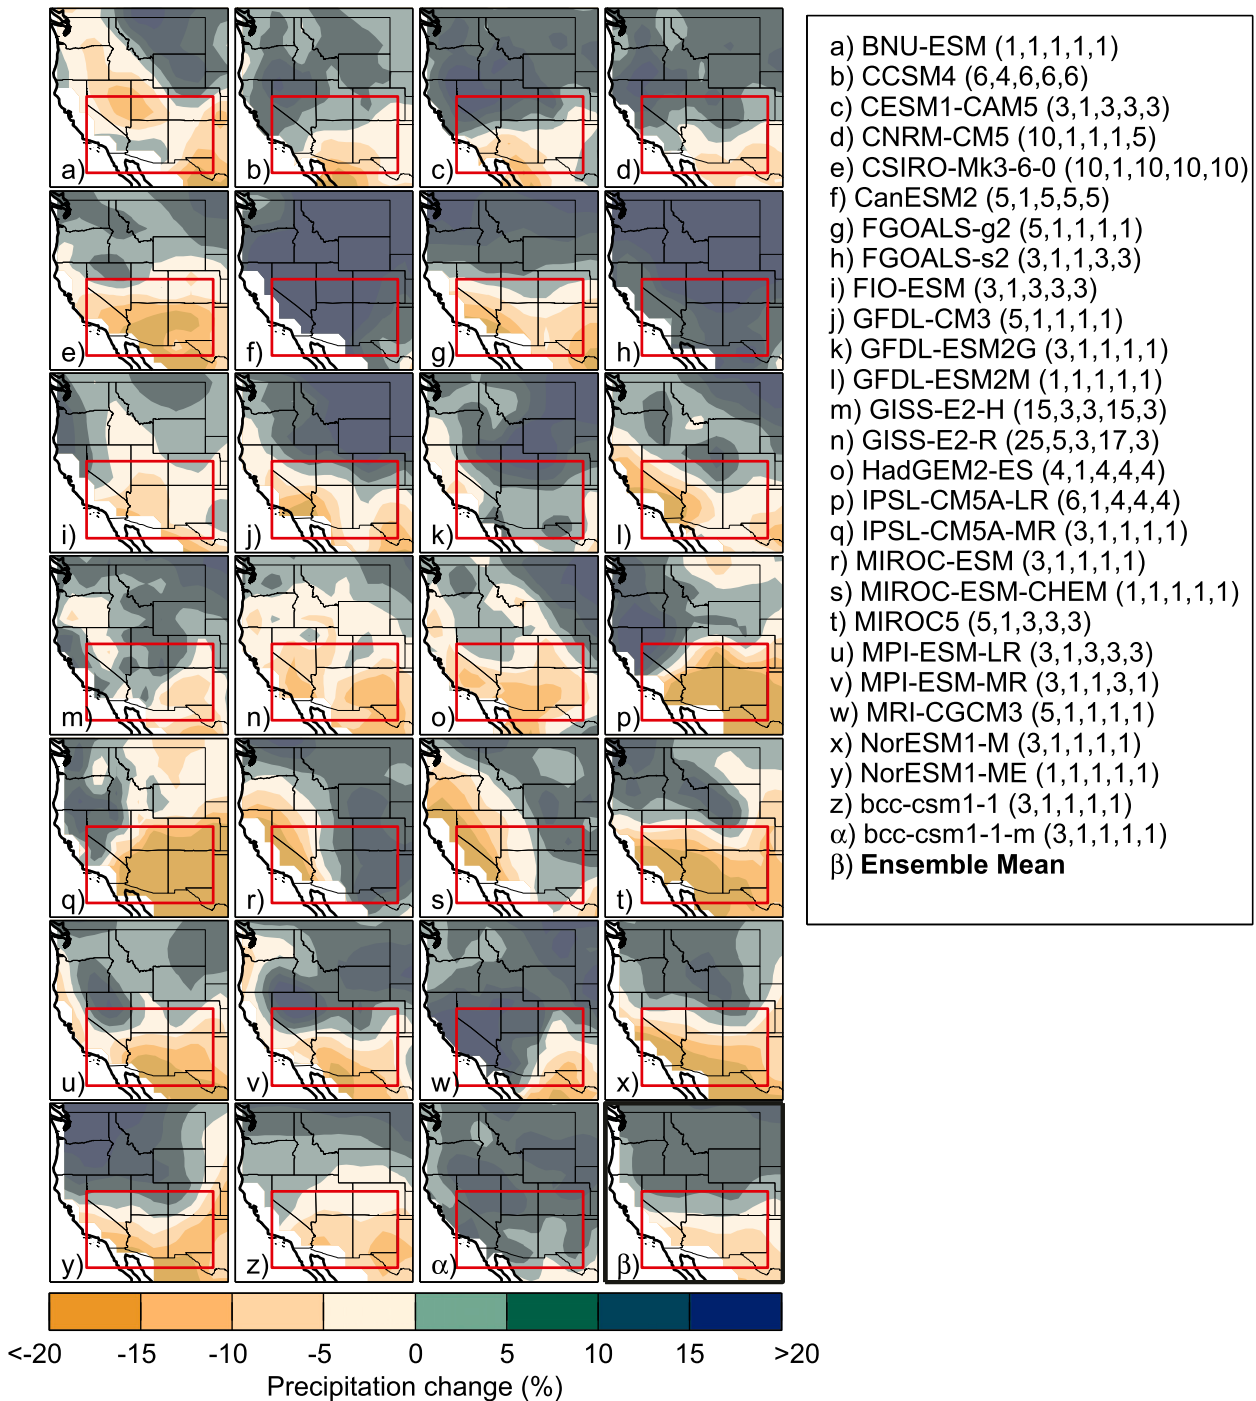 a)
b)
c)
d)
e)
f)
g)
h)
i)
j)
k)
l)
m)
n)
o)
p)
q)
r)
s)
t)
u)
v)
w)
x)
y)
z)
α)
β)
<-20 -15 -10 -5 0 5 10 15 >20
Precipitation change (%)
a) BNU-ESM (1,1,1,1,1)
b) CCSM4 (6,4,6,6,6)
c) CESM1-CAM5 (3,1,3,3,3)
d) CNRM-CM5 (10,1,1,1,5)
e) CSIRO-Mk3-6-0 (10,1,10,10,10)
f) CanESM2 (5,1,5,5,5)
g) FGOALS-g2 (5,1,1,1,1)
h) FGOALS-s2 (3,1,1,3,3)
i) FIO-ESM (3,1,3,3,3)
j) GFDL-CM3 (5,1,1,1,1)
k) GFDL-ESM2G (3,1,1,1,1)
l) GFDL-ESM2M (1,1,1,1,1)
m) GISS-E2-H (15,3,3,15,3)
n) GISS-E2-R (25,5,3,17,3)
o) HadGEM2-ES (4,1,4,4,4)
p) IPSL-CM5A-LR (6,1,4,4,4)
q) IPSL-CM5A-MR (3,1,1,1,1)
r) MIROC-ESM (3,1,1,1,1)
s) MIROC-ESM-CHEM (1,1,1,1,1)
t) MIROC5 (5,1,3,3,3)
u) MPI-ESM-LR (3,1,3,3,3)
v) MPI-ESM-MR (3,1,1,3,1)
w) MRI-CGCM3 (5,1,1,1,1)
x) NorESM1-M (3,1,1,1,1)
y) NorESM1-ME (1,1,1,1,1)
z) bcc-csm1-1 (3,1,1,1,1)
α) bcc-csm1-1-m (3,1,1,1,1)
β) Ensemble Mean